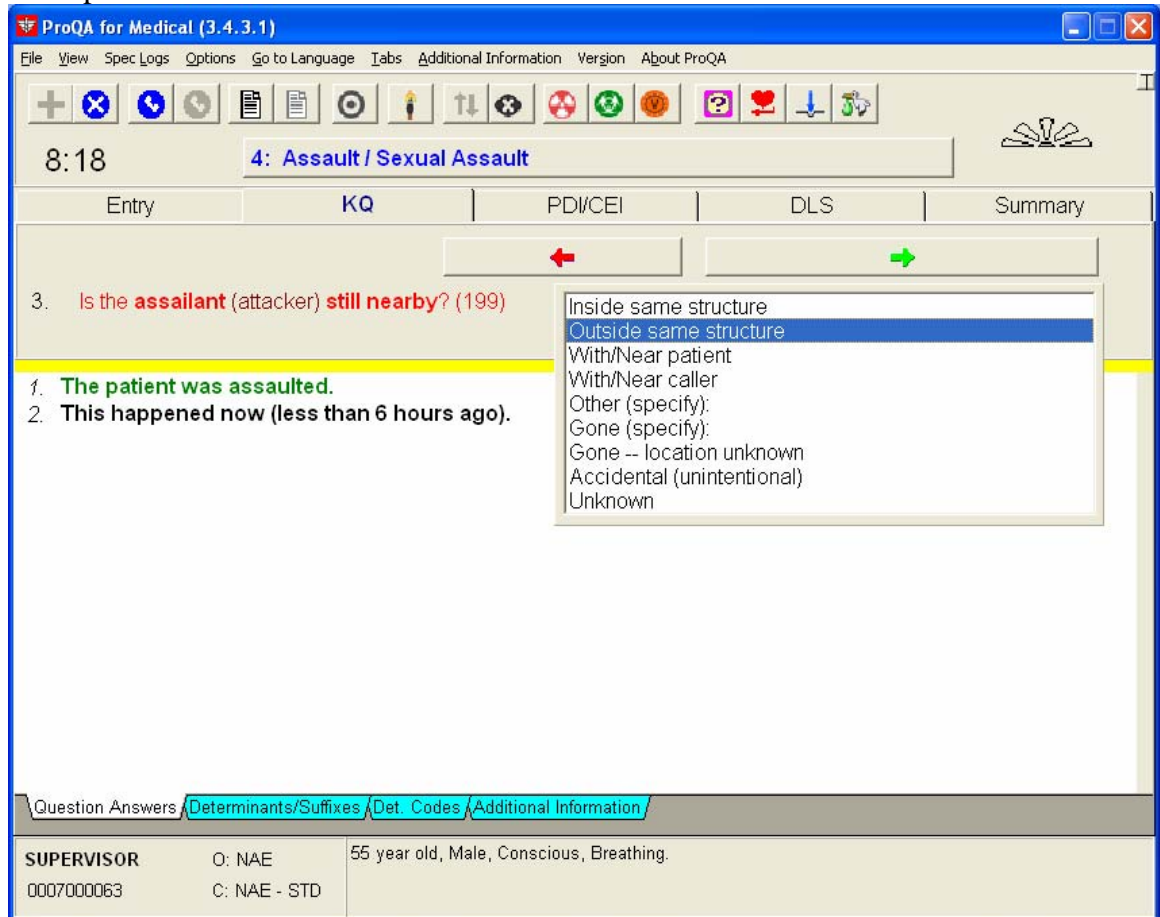 ProQA for Medical (3.4.3.1)
File View Spec Logs Options Go to Language Tabs Additional Information Version About ProQA
8:18
4: Assault / Sexual Assault
Entry KQ PDI/CEI DLS Summary
3. Is the assailant (attacker) still nearby? (199)
Inside same structure
Outside same structure
With/Near patient
With/Near caller
Other (specify):
Gone (specify):
Gone -- location unknown
Accidental (unintentional)
Unknown
1. The patient was assaulted.
2. This happened now (less than 6 hours ago).
Question Answers Determinants/Suffixes Det. Codes Additional Information
SUPERVISOR O: NAE 55 year old, Male, Conscious, Breathing.
0007000063 C: NAE - STD